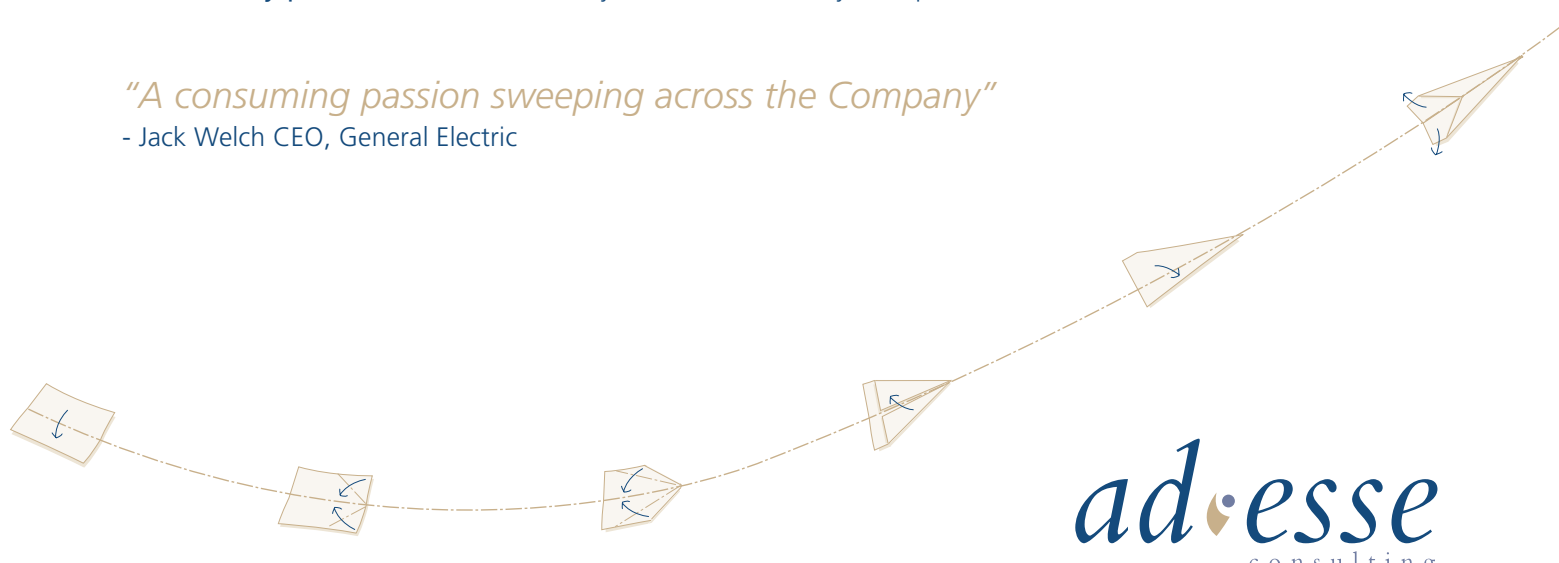 “A consuming passion sweeping across the Company”
- Jack Welch CEO, General Electric
ad esse
consulting